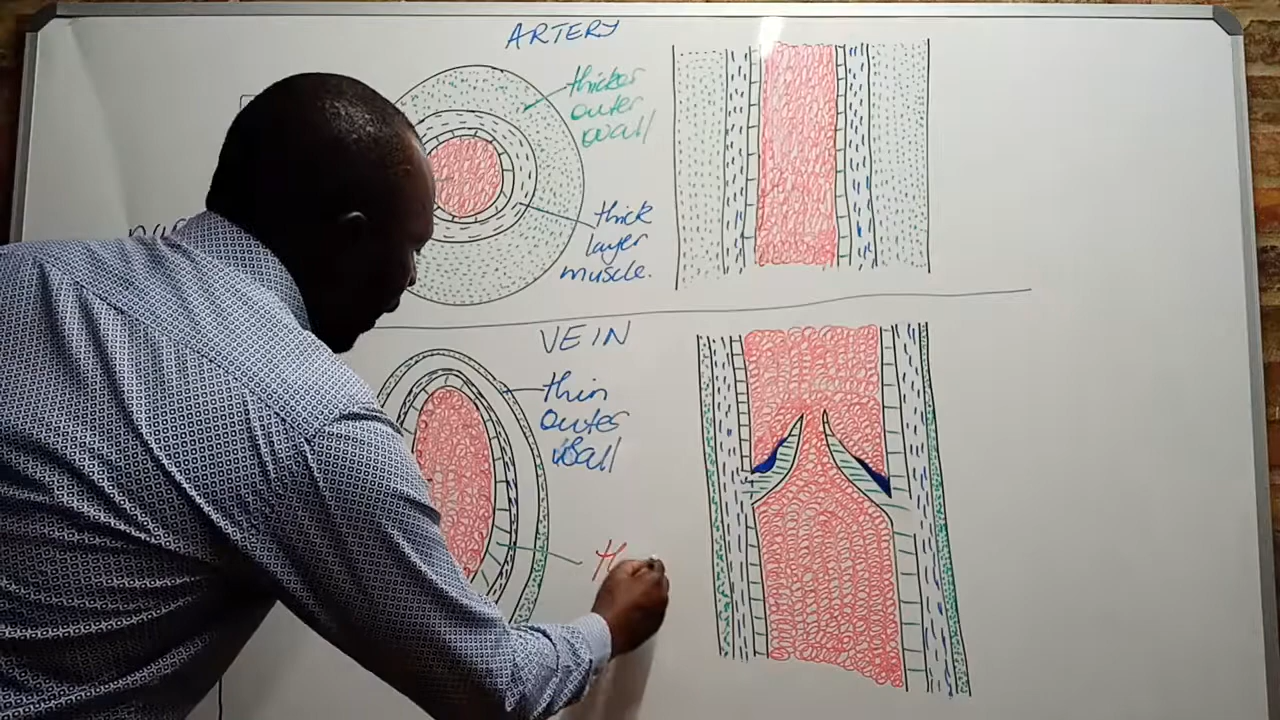 ARTERY
thicker
outer
wall
thick
layer
muscle.
VEIN
thin
outer
wall